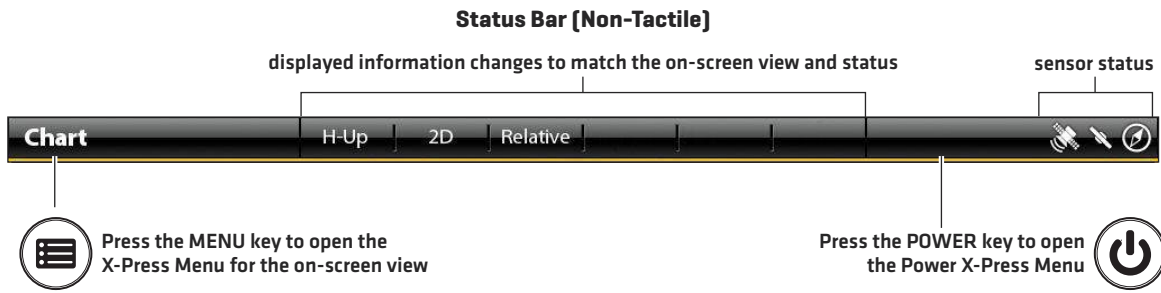 Status Bar (Non-Tactile)
displayed information changes to match the on-screen view and status
sensor status
Chart H-Up 2D Relative
Press the MENU key to open the
X-Press Menu for the on-screen view
Press the POWER key to open
the Power X-Press Menu